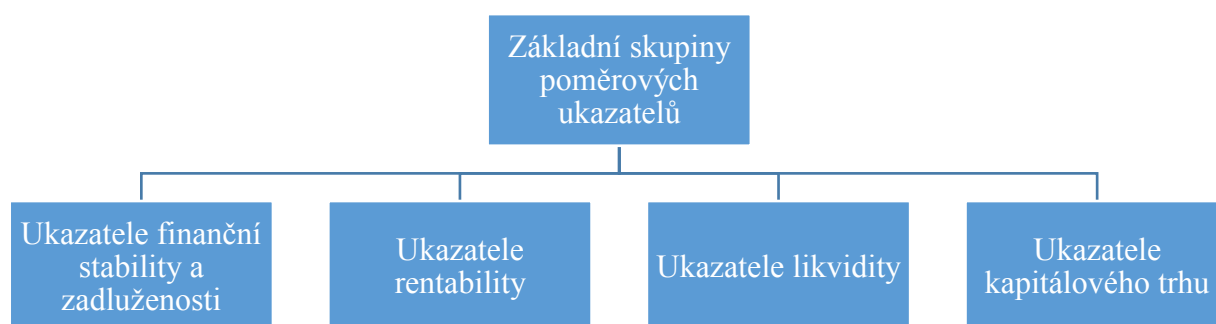 Základní skupiny
poměrových
ukazatelů
Ukazatele finanční
stability a
zadluženosti
Ukazatele
rentability
Ukazatele likvidity
Ukazatele
kapitálového trhu